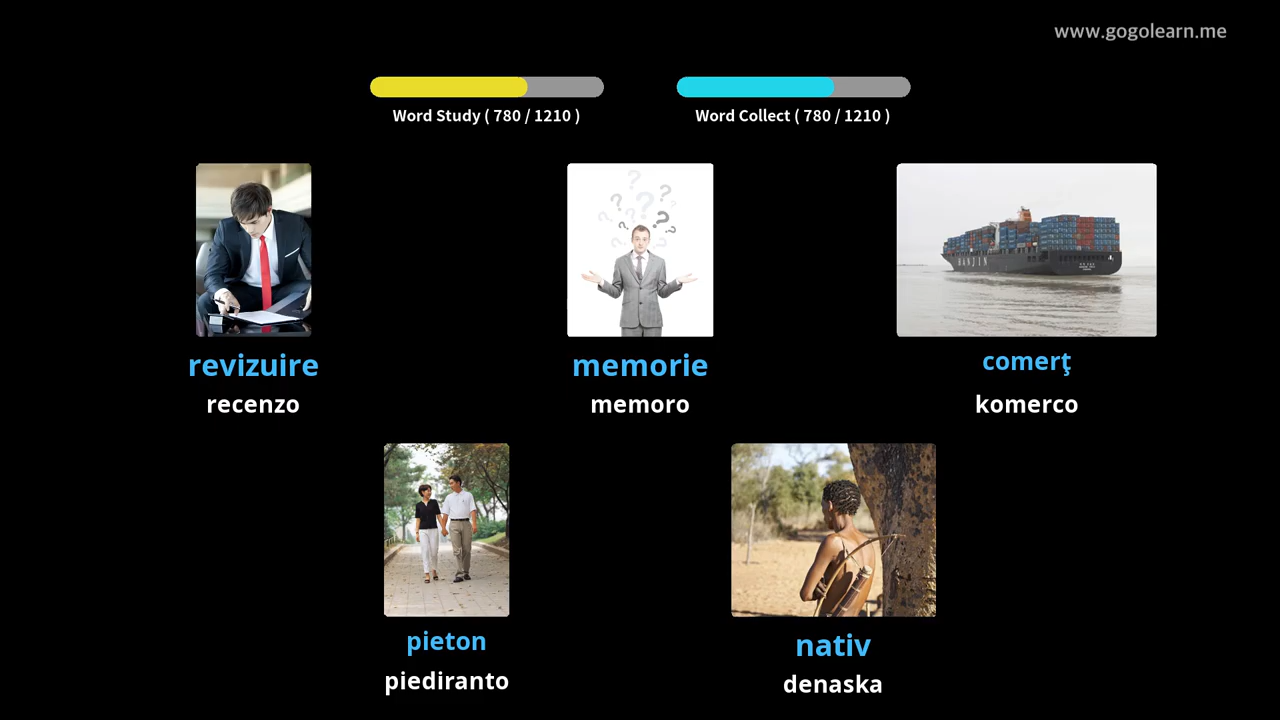 www.gogolearn.me
Word Study ( 780 / 1210 )
Word Collect ( 780 / 1210 )
HANJIN
revizuire
memorie
comerţ
recenzo
memoro
komerco
pieton
nativ
piediranto
denaska